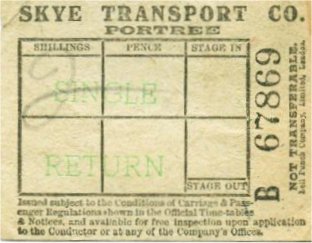 SKYE TRANSPORT CO.
PORTREE
SHILLINGS PENCE STAGE IN
SINGLE
RETURN
STAGE OUT
B 67869
NOT TRANSFERABLE.
Bell Punch Company, Limited, London.
Issued subject to the Conditions of Carriage & Pass-
enger Regulations shown in the Official Time-tables
& Notices, and available for free inspection upon application
to the Conductor or at any of the Company's Offices.